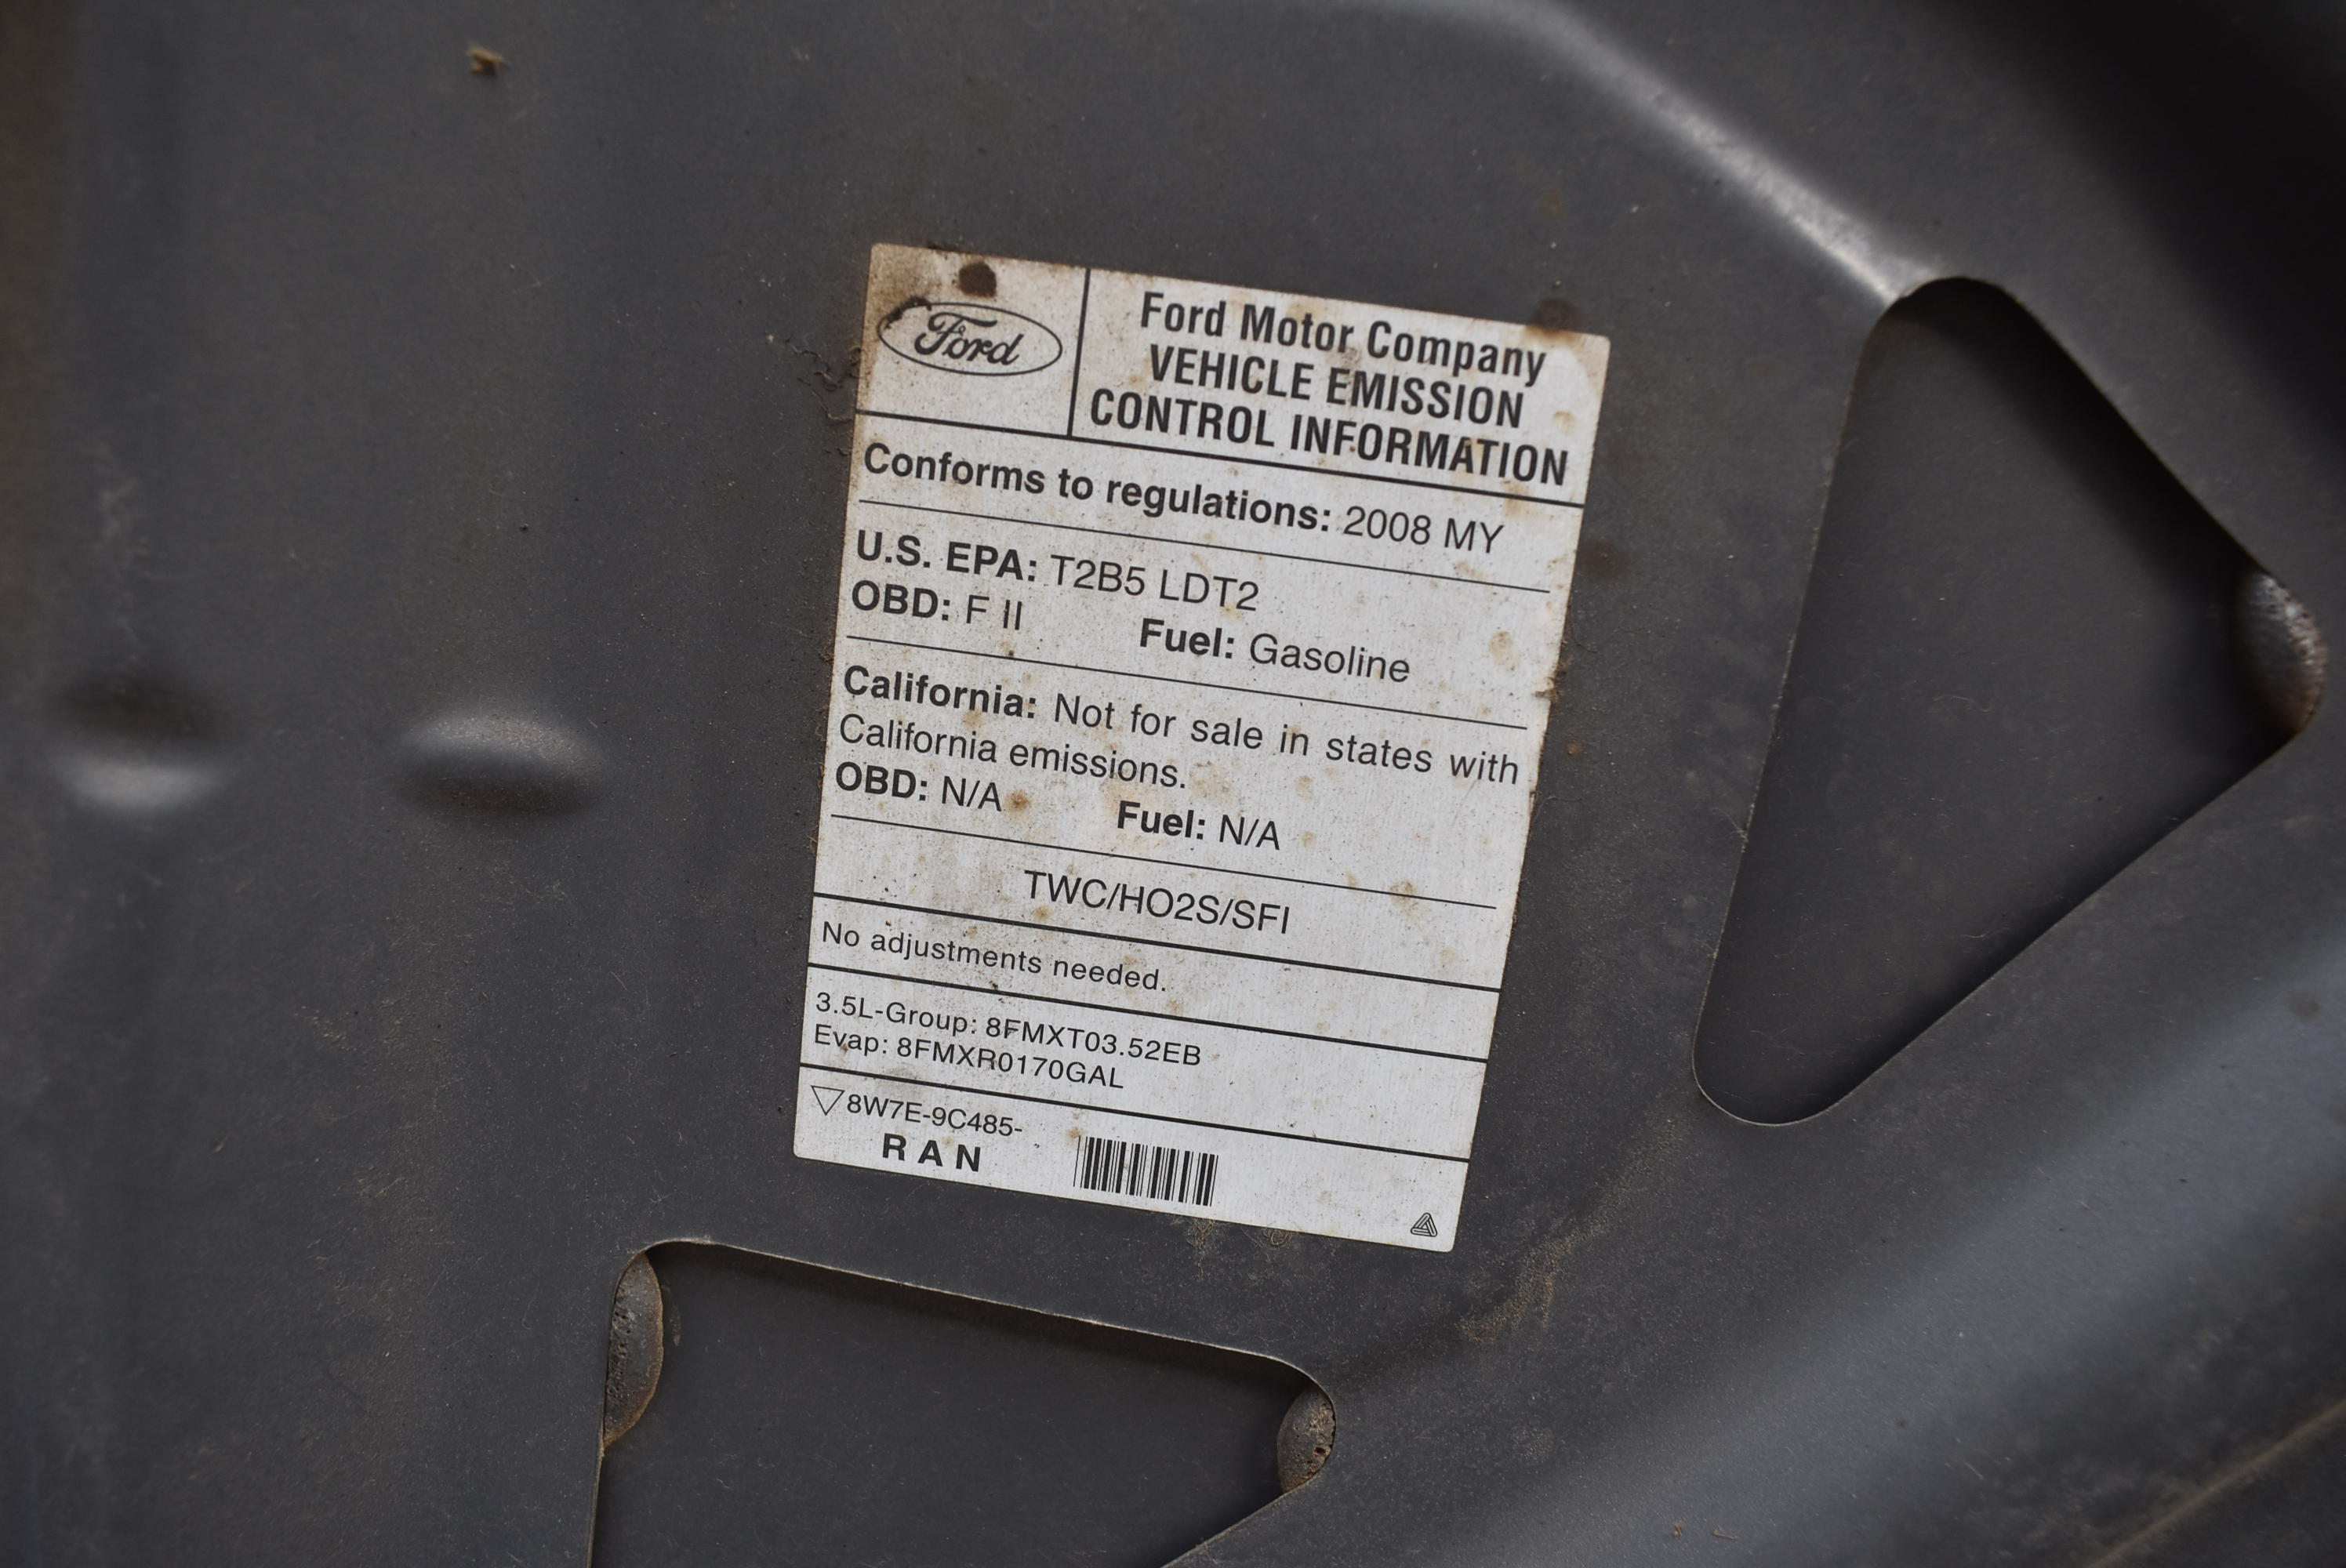 Ford
Ford Motor Company
VEHICLE EMISSION
CONTROL INFORMATION
Conforms to regulations: 2008 MY
U.S. EPA: T2B5 LDT2
OBD: F II Fuel: Gasoline
California: Not for sale in states with
California emissions.
OBD: N/A Fuel: N/A
TWC/HO2S/SFI
No adjustments needed.
3.5L-Group: 8FMXT03.52EB
Evap: 8FMXR0170GAL
8W7E-9C485-
R A N